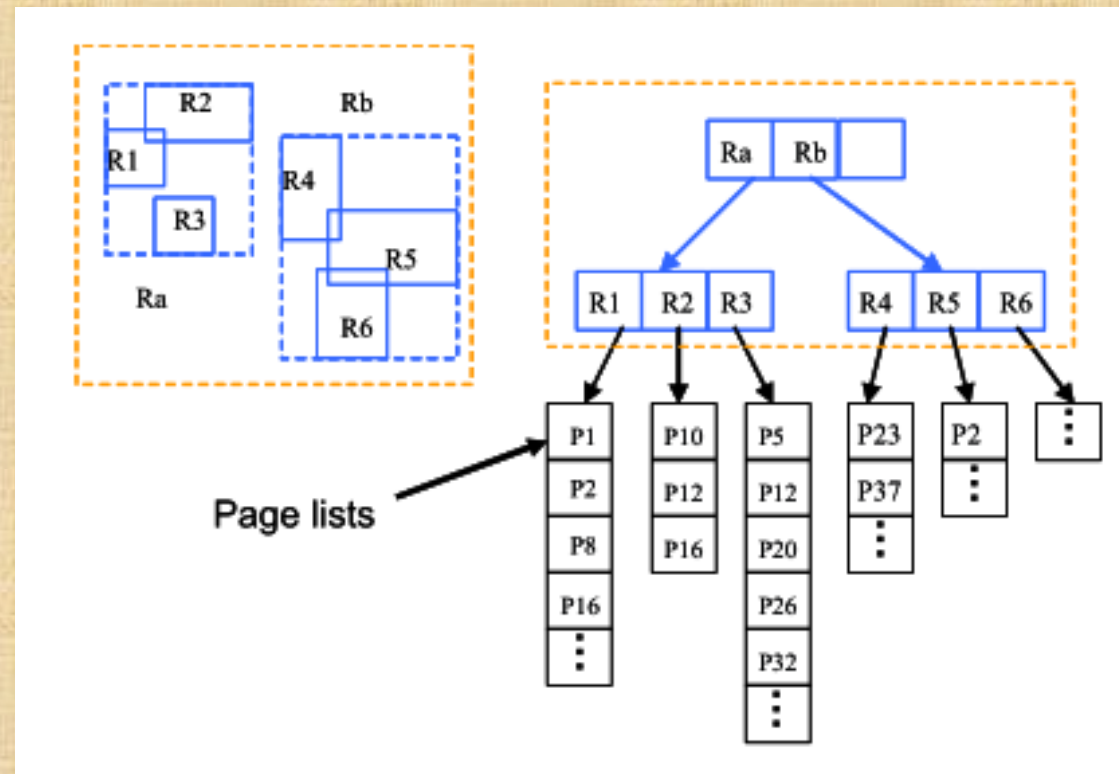 R2
Rb
R1
R4
R3
R5
Ra
R6
Ra Rb
R1 R2 R3 R4 R5 R6
P1 P10 P5 P23 P2 ⋮
P2 P12 P12 P37 ⋮
Page lists
P8 P16 P20 ⋮
P16 P26
⋮ P32
⋮